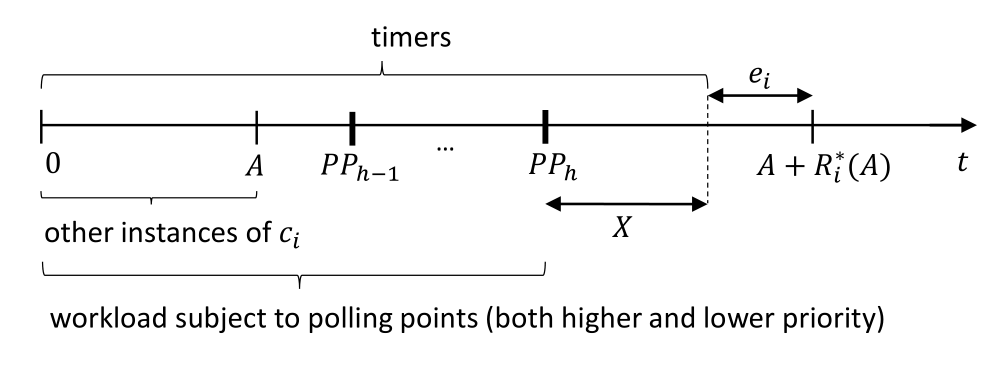 timers
e_i
0 A PP_{h-1} ... PP_h A + R_i^*(A) t
X
other instances of c_i
workload subject to polling points (both higher and lower priority)